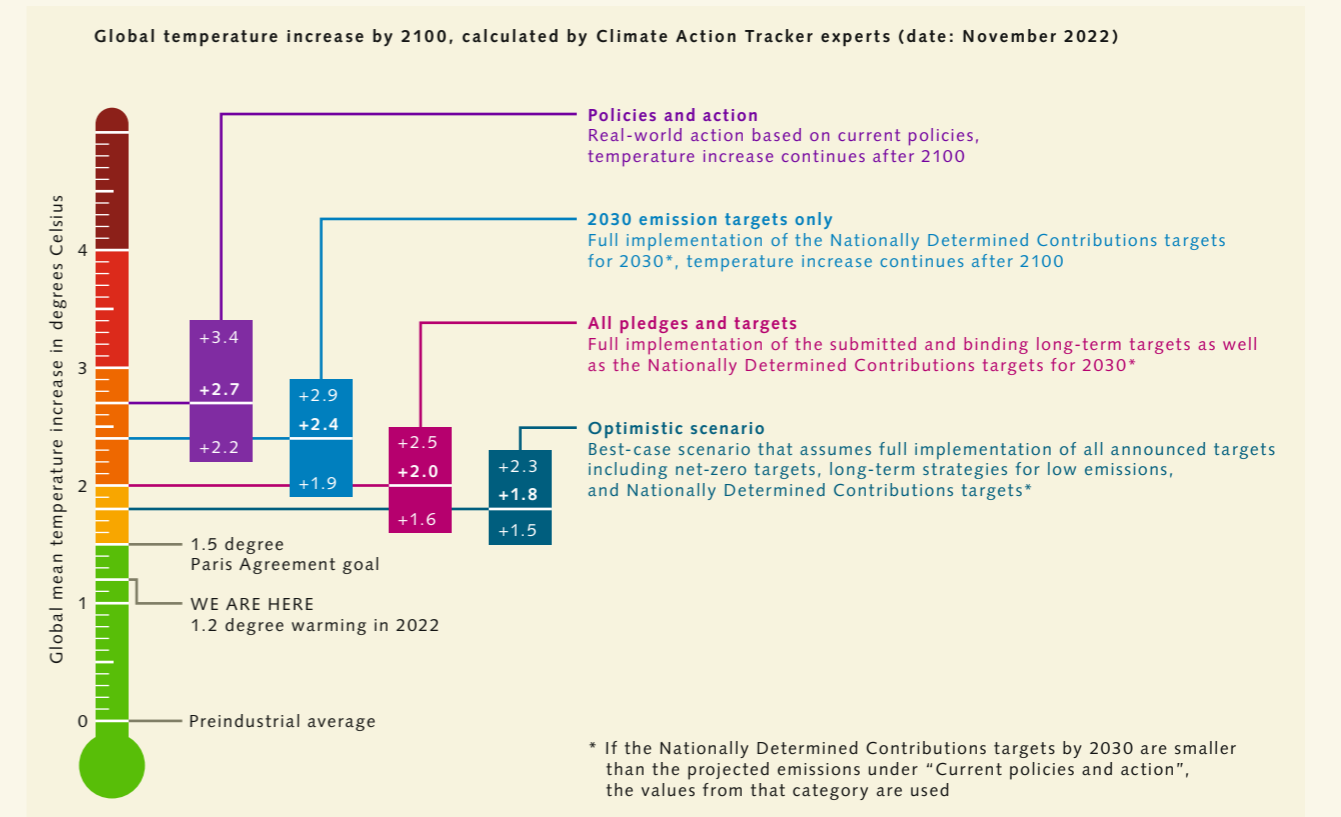 Global temperature increase by 2100, calculated by Climate Action Tracker experts (date: November 2022)
Global mean temperature increase in degrees Celsius
4
3
2
1
0
+3.4
+2.7
+2.2
+2.9
+2.4
+1.9
+2.5
+2.0
+1.6
+2.3
+1.8
+1.5
Policies and action
Real-world action based on current policies,
temperature increase continues after 2100
2030 emission targets only
Full implementation of the Nationally Determined Contributions targets
for 2030*, temperature increase continues after 2100
All pledges and targets
Full implementation of the submitted and binding long-term targets as well
as the Nationally Determined Contributions targets for 2030*
Optimistic scenario
Best-case scenario that assumes full implementation of all announced targets
including net-zero targets, long-term strategies for low emissions,
and Nationally Determined Contributions targets*
1.5 degree
Paris Agreement goal
WE ARE HERE
1.2 degree warming in 2022
Preindustrial average
* If the Nationally Determined Contributions targets by 2030 are smaller
than the projected emissions under “Current policies and action”,
the values from that category are used